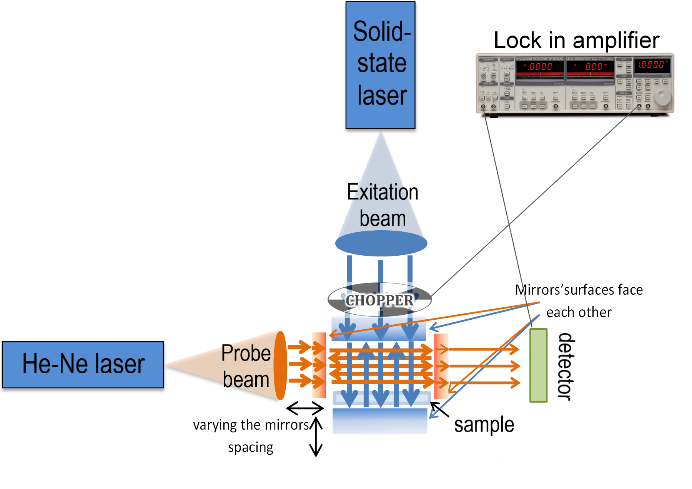 Solid-
state
laser
Lock in amplifier
Exitation
beam
CHOPPER
Mirrors'surfaces face
each other
He-Ne laser
Probe
beam
detector
varying the mirrors
spacing
sample